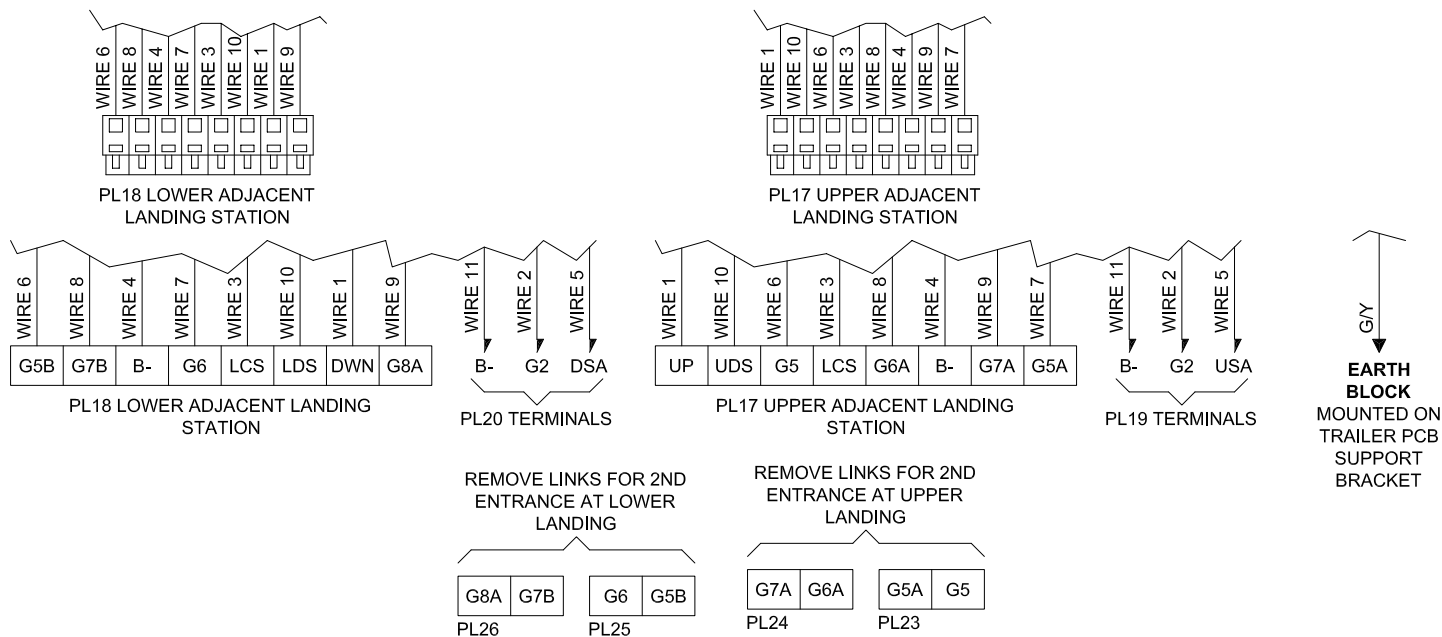 WIRE 6
WIRE 8
WIRE 4
WIRE 7
WIRE 3
WIRE 10
WIRE 1
WIRE 9
PL18 LOWER ADJACENT
LANDING STATION
WIRE 1
WIRE 10
WIRE 6
WIRE 3
WIRE 8
WIRE 4
WIRE 9
WIRE 7
PL17 UPPER ADJACENT
LANDING STATION
WIRE 6
WIRE 8
WIRE 4
WIRE 7
WIRE 3
WIRE 10
WIRE 1
WIRE 9
G5B G7B B- G6 LCS LDS DWN G8A
PL18 LOWER ADJACENT LANDING
STATION
WIRE 11
WIRE 2
WIRE 5
B- G2 DSA
PL20 TERMINALS
WIRE 1
WIRE 10
WIRE 6
WIRE 3
WIRE 8
WIRE 4
WIRE 9
WIRE 7
UP UDS G5 LCS G6A B- G7A G5A
PL17 UPPER ADJACENT LANDING
STATION
WIRE 11
WIRE 2
WIRE 5
B- G2 USA
PL19 TERMINALS
G/Y
EARTH
BLOCK
MOUNTED ON
TRAILER PCB
SUPPORT
BRACKET
REMOVE LINKS FOR 2ND
ENTRANCE AT LOWER
LANDING
G8A G7B
PL26
G6 G5B
PL25
REMOVE LINKS FOR 2ND
ENTRANCE AT UPPER
LANDING
G7A G6A
PL24
G5A G5
PL23